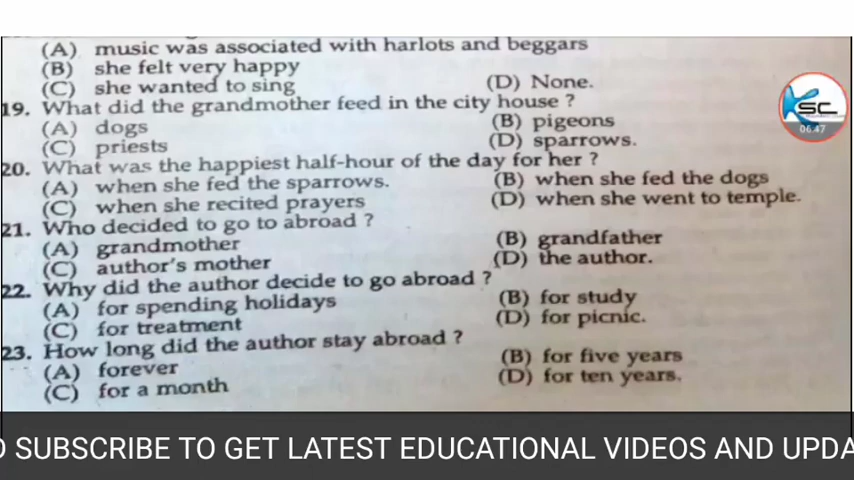 (A) music was associated with harlots and beggars
(B) she felt very happy
(C) she wanted to sing (D) None.
19. What did the grandmother feed in the city house ?
(A) dogs (B) pigeons
(C) priests (D) sparrows.
20. What was the happiest half-hour of the day for her ?
(A) when she fed the sparrows. (B) when she fed the dogs
(C) when she recited prayers (D) when she went to temple.
21. Who decided to go to abroad ?
(A) grandmother (B) grandfather
(C) author's mother (D) the author.
22. Why did the author decide to go abroad ?
(A) for spending holidays (B) for study
(C) for treatment (D) for picnic.
23. How long did the author stay abroad ?
(A) forever (B) for five years
(C) for a month (D) for ten years.
KSC
06:47
D SUBSCRIBE TO GET LATEST EDUCATIONAL VIDEOS AND UPDA